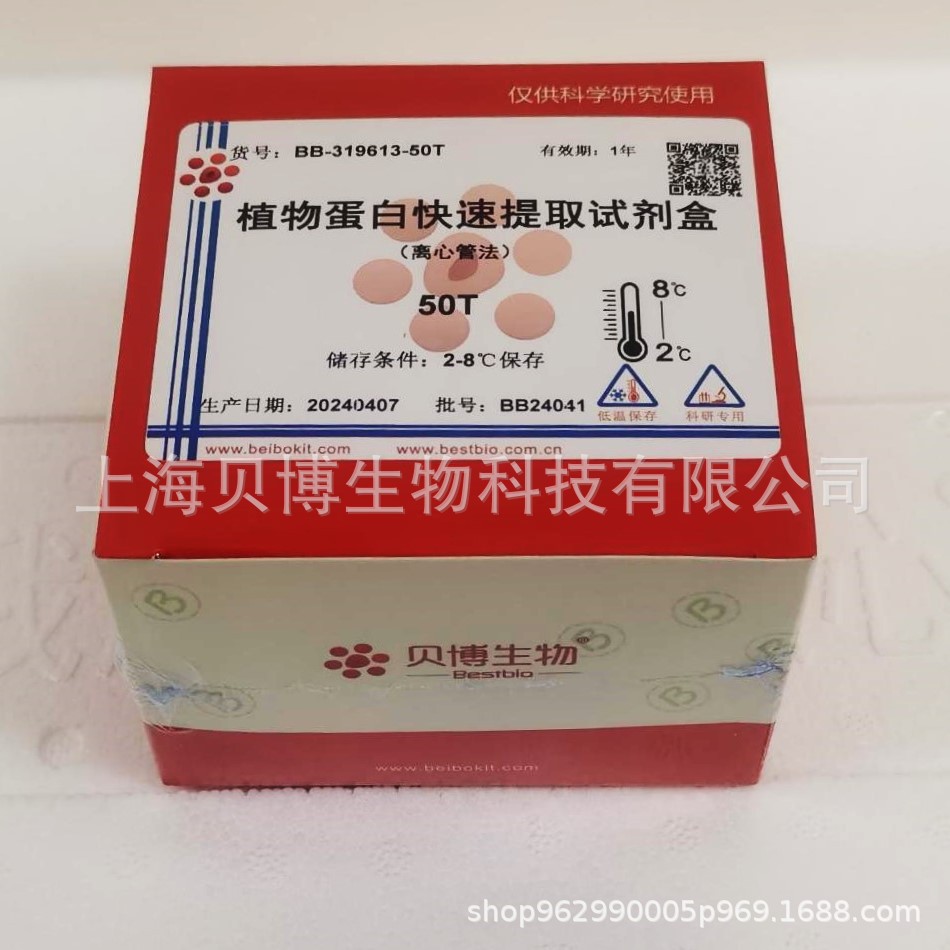 仅供科学研究使用
货号：BB-319613-50T 有效期：1年
植物蛋白快速提取试剂盒
（离心管法）
50T
8℃
储存条件：2-8℃保存
2℃
生产日期：20240407 批号：BB24041
低温保存 科研专用
www.beibokit.com www.bestbio.com.cn
上海贝博生物科技有限公司
B
B
B
贝博生物®
Bestbio
B
B
www.beibokit.com
shop962990005p969.1688.com